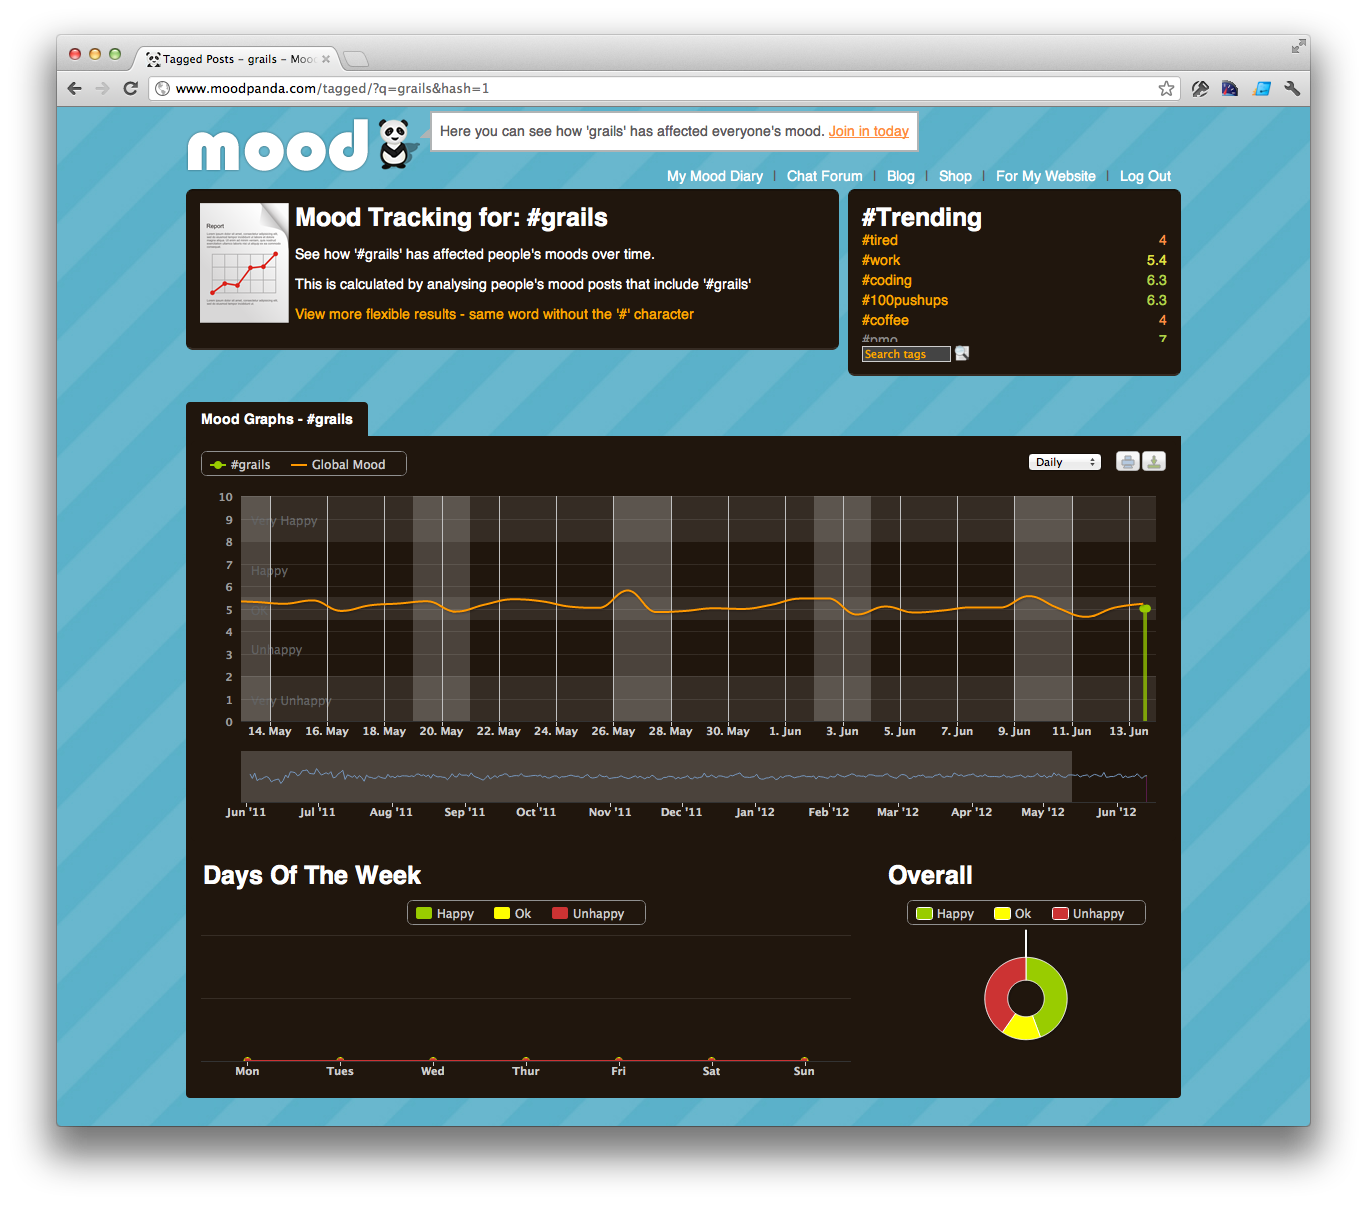 Tagged Posts – grails – Moo
www.moodpanda.com/tagged/?q=grails&hash=1
mood
Here you can see how 'grails' has affected everyone's mood. Join in today
My Mood Diary | Chat Forum | Blog | Shop | For My Website | Log Out
Report
Mood Tracking for: #grails
See how '#grails' has affected people's moods over time.
This is calculated by analysing people's mood posts that include '#grails'
View more flexible results - same word without the '#' character
#Trending
#tired 4
#work 5.4
#coding 6.3
#100pushups 6.3
#coffee 4
#pmo 7
Search tags
Mood Graphs - #grails
#grails Global Mood
Daily
10
9 Very Happy
8
7 Happy
6
5
4
3 Unhappy
2
1 Very Unhappy
0
14. May 16. May 18. May 20. May 22. May 24. May 26. May 28. May 30. May 1. Jun 3. Jun 5. Jun 7. Jun 9. Jun 11. Jun 13. Jun
Jun '11 Jul '11 Aug '11 Sep '11 Oct '11 Nov '11 Dec '11 Jan '12 Feb '12 Mar '12 Apr '12 May '12 Jun '12
Days Of The Week
Happy Ok Unhappy
Mon Tues Wed Thur Fri Sat Sun
Overall
Happy Ok Unhappy